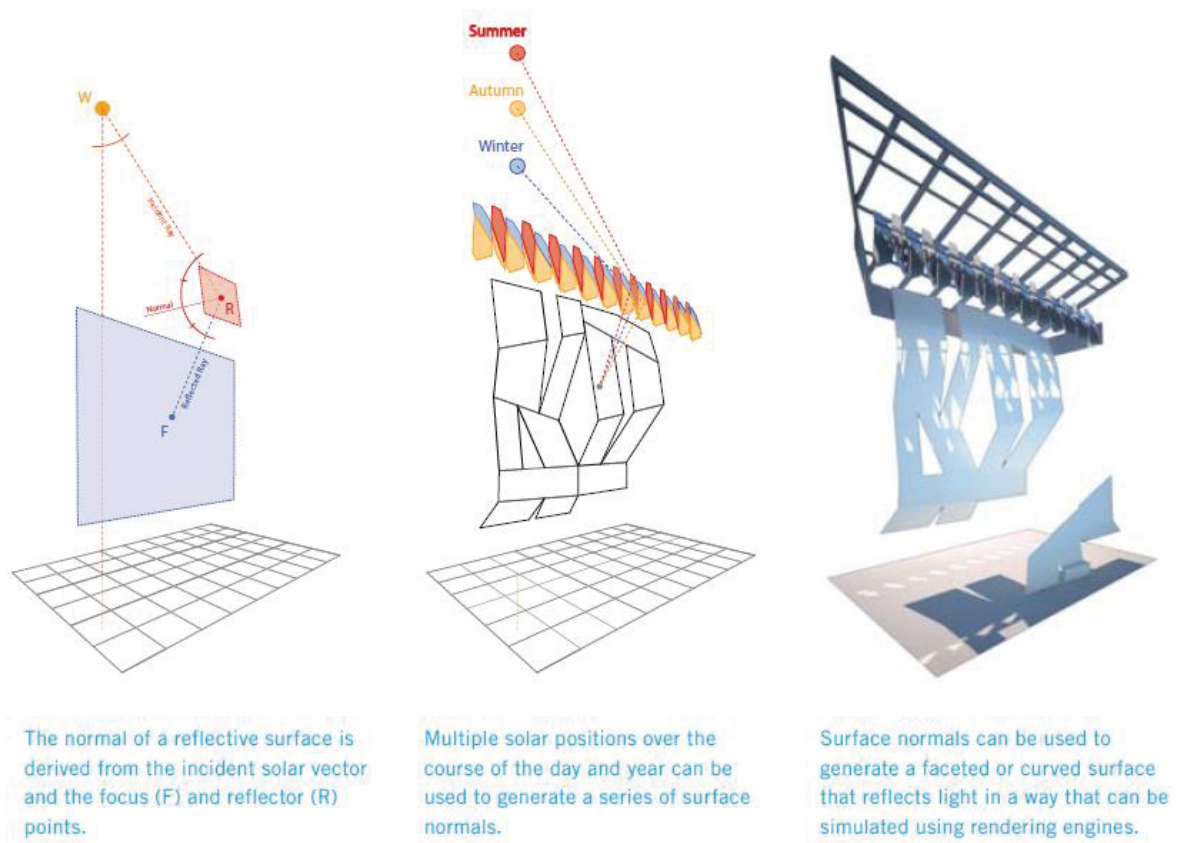 W
Incident Ray
Normal
R
Reflected Ray
F
Summer
Autumn
Winter
The normal of a reflective surface is
derived from the incident solar vector
and the focus (F) and reflector (R)
points.
Multiple solar positions over the
course of the day and year can be
used to generate a series of surface
normals.
Surface normals can be used to
generate a faceted or curved surface
that reflects light in a way that can be
simulated using rendering engines.